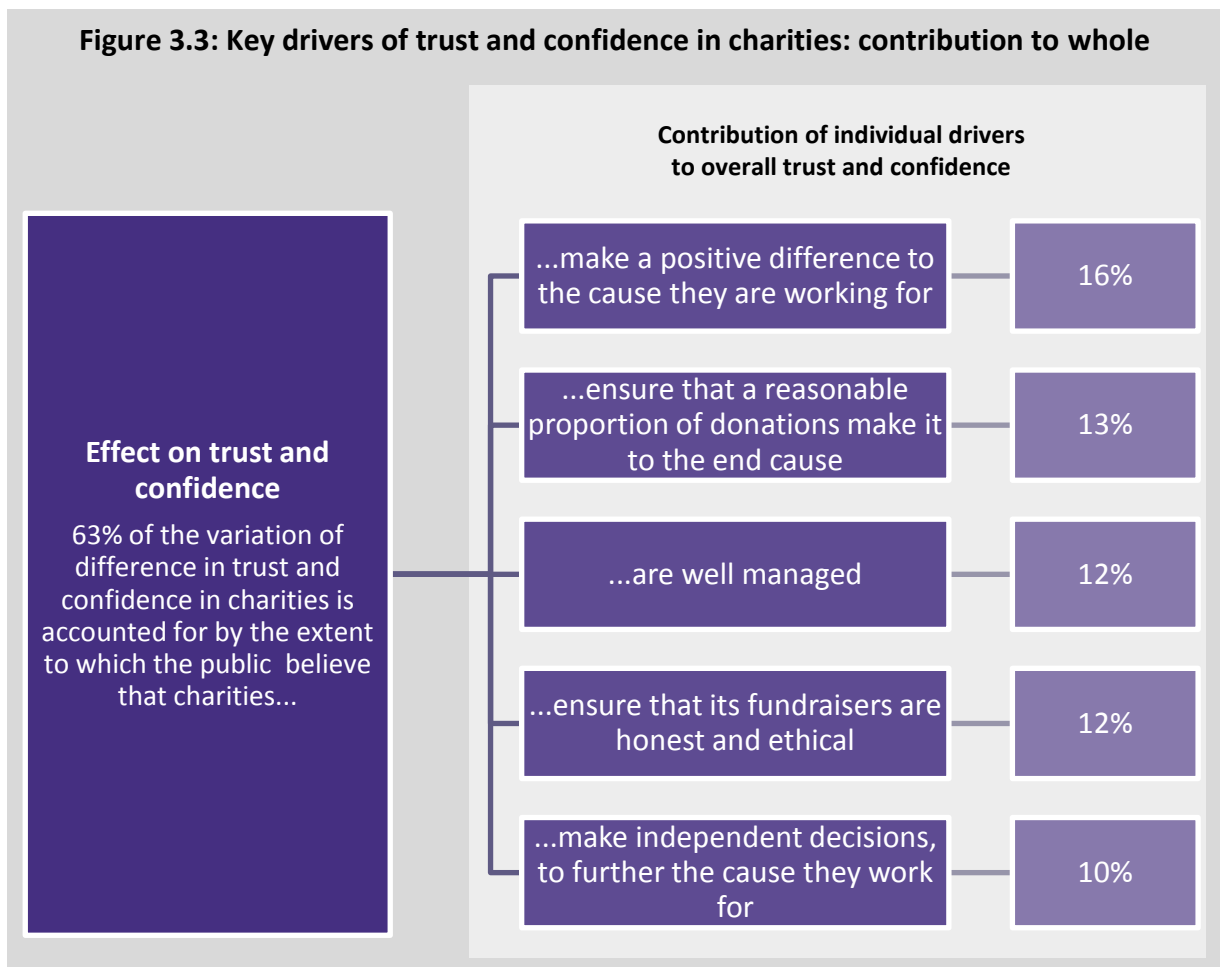 Figure 3.3: Key drivers of trust and confidence in charities: contribution to whole
Contribution of individual drivers
to overall trust and confidence
Effect on trust and
confidence
63% of the variation of
difference in trust and
confidence in charities is
accounted for by the extent
to which the public  believe
that charities...
...make a positive difference to
the cause they are working for
16%
...ensure that a reasonable
proportion of donations make it
to the end cause
13%
...are well managed
12%
...ensure that its fundraisers are
honest and ethical
12%
...make independent decisions,
to further the cause they work
for
10%